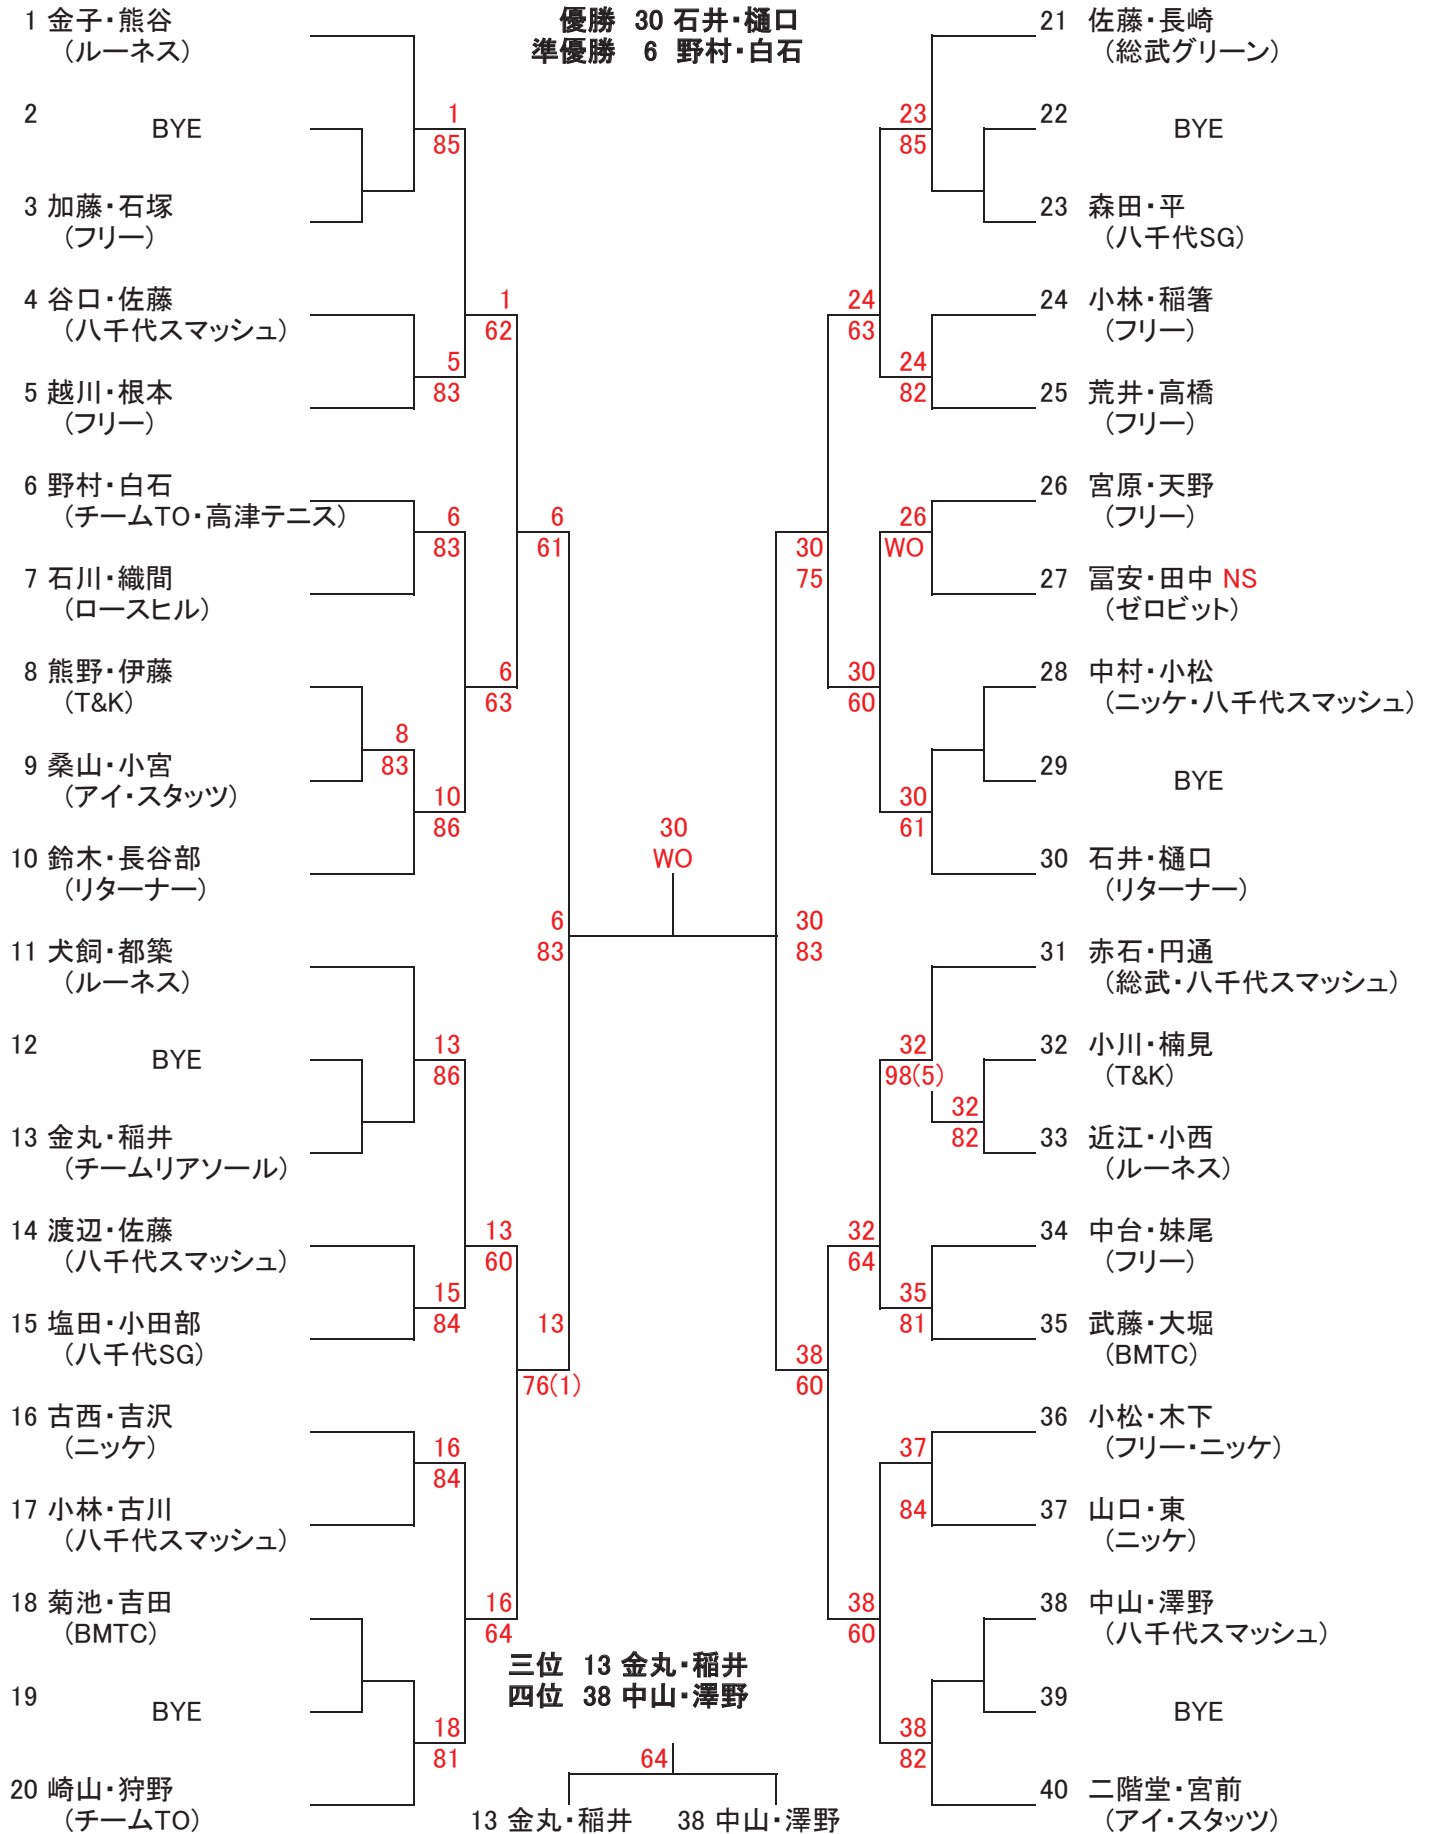 優勝 30 石井・樋口
準優勝 6 野村・白石
1 金子・熊谷
(ルーネス)
2 BYE
1
85
3 加藤・石塚
(フリー)
4 谷口・佐藤
(八千代スマッシュ)
1
62
5
83
5 越川・根本
(フリー)
6 野村・白石
(チームTO・高津テニス)
6
83
6
61
7 石川・織間
(ロースヒル)
8 熊野・伊藤
(T&K)
6
63
8
83
9 桑山・小宮
(アイ・スタッツ)
10
86
10 鈴木・長谷部
(リターナー)
30
WO
6
83
11 犬飼・都築
(ルーネス)
12 BYE
13
86
13 金丸・稲井
(チームリアソール)
14 渡辺・佐藤
(八千代スマッシュ)
13
60
15
84
15 塩田・小田部
(八千代SG)
13
76(1)
16 古西・吉沢
(ニッケ)
16
84
17 小林・古川
(八千代スマッシュ)
18 菊池・吉田
(BMTC)
16
64
19 BYE
18
81
20 崎山・狩野
(チームTO)
21 佐藤・長崎
(総武グリーン)
23
85
22 BYE
23 森田・平
(八千代SG)
24
63
24 小林・稲箸
(フリー)
24
82
25 荒井・高橋
(フリー)
26 宮原・天野
(フリー)
26
WO
30
75
27 冨安・田中 NS
(ゼロビット)
30
60
28 中村・小松
(ニッケ・八千代スマッシュ)
29 BYE
30
61
30 石井・樋口
(リターナー)
30
83
31 赤石・円通
(総武・八千代スマッシュ)
32
98(5)
32 小川・楠見
(T&K)
32
82
33 近江・小西
(ルーネス)
32
64
34 中台・妹尾
(フリー)
35
81
35 武藤・大堀
(BMTC)
38
60
36 小松・木下
(フリー・ニッケ)
37
84
37 山口・東
(ニッケ)
38
60
38 中山・澤野
(八千代スマッシュ)
39 BYE
38
82
40 二階堂・宮前
(アイ・スタッツ)
三位 13 金丸・稲井
四位 38 中山・澤野
64
13 金丸・稲井 38 中山・澤野